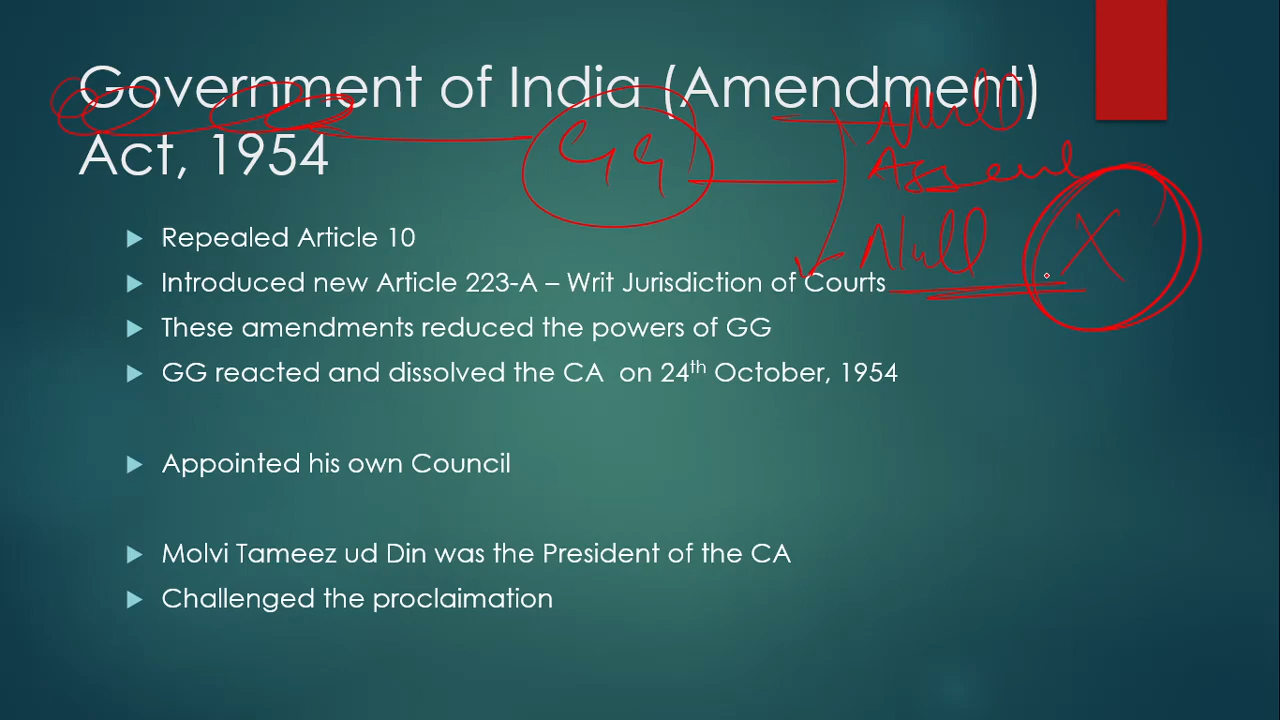 Government of India (Amendment)
Act, 1954
GG
Null
Assent
Null
X
Repealed Article 10
Introduced new Article 223-A – Writ Jurisdiction of Courts
These amendments reduced the powers of GG
GG reacted and dissolved the CA on 24th October, 1954
Appointed his own Council
Molvi Tameez ud Din was the President of the CA
Challenged the proclaimation